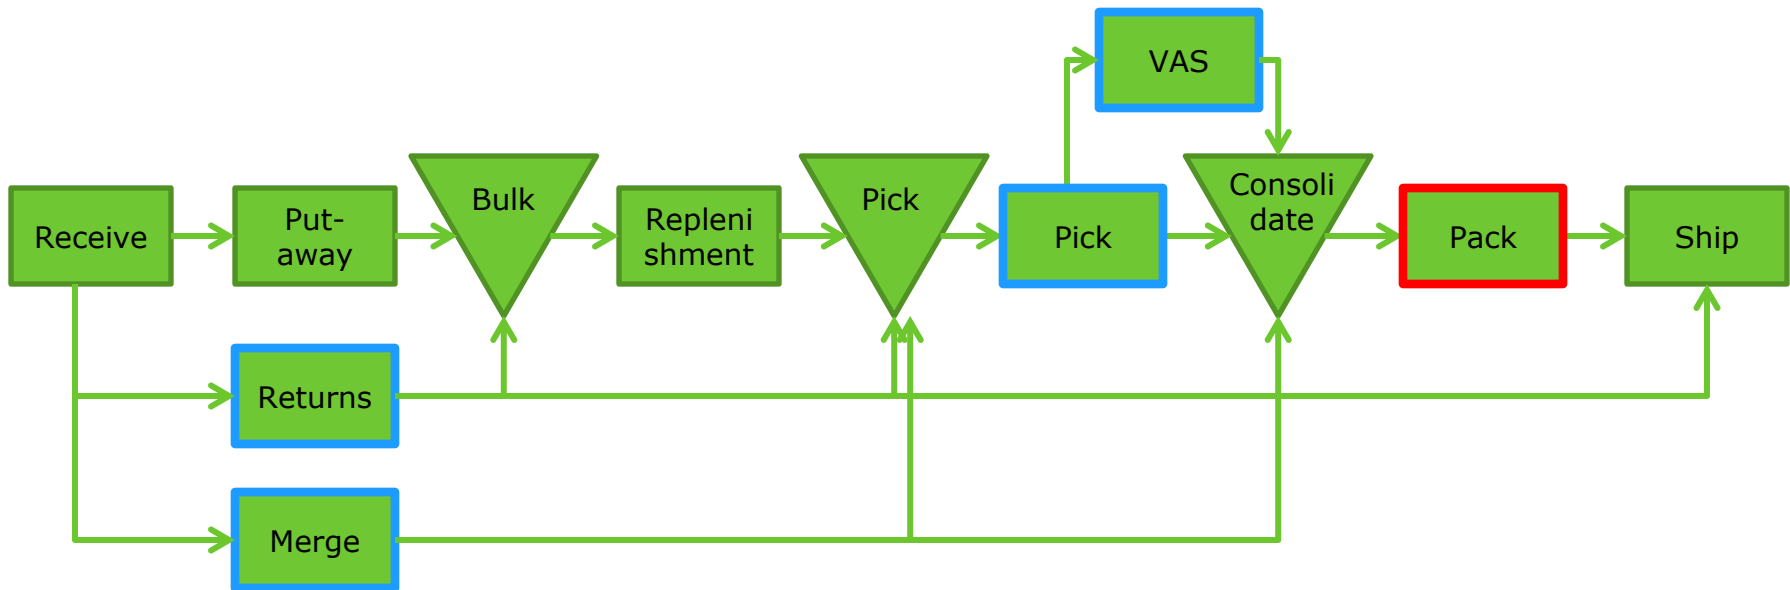 VAS
Receive
Put-
away
Bulk
Repleni
shment
Pick
Pick
Consoli
date
Pack
Ship
Returns
Merge